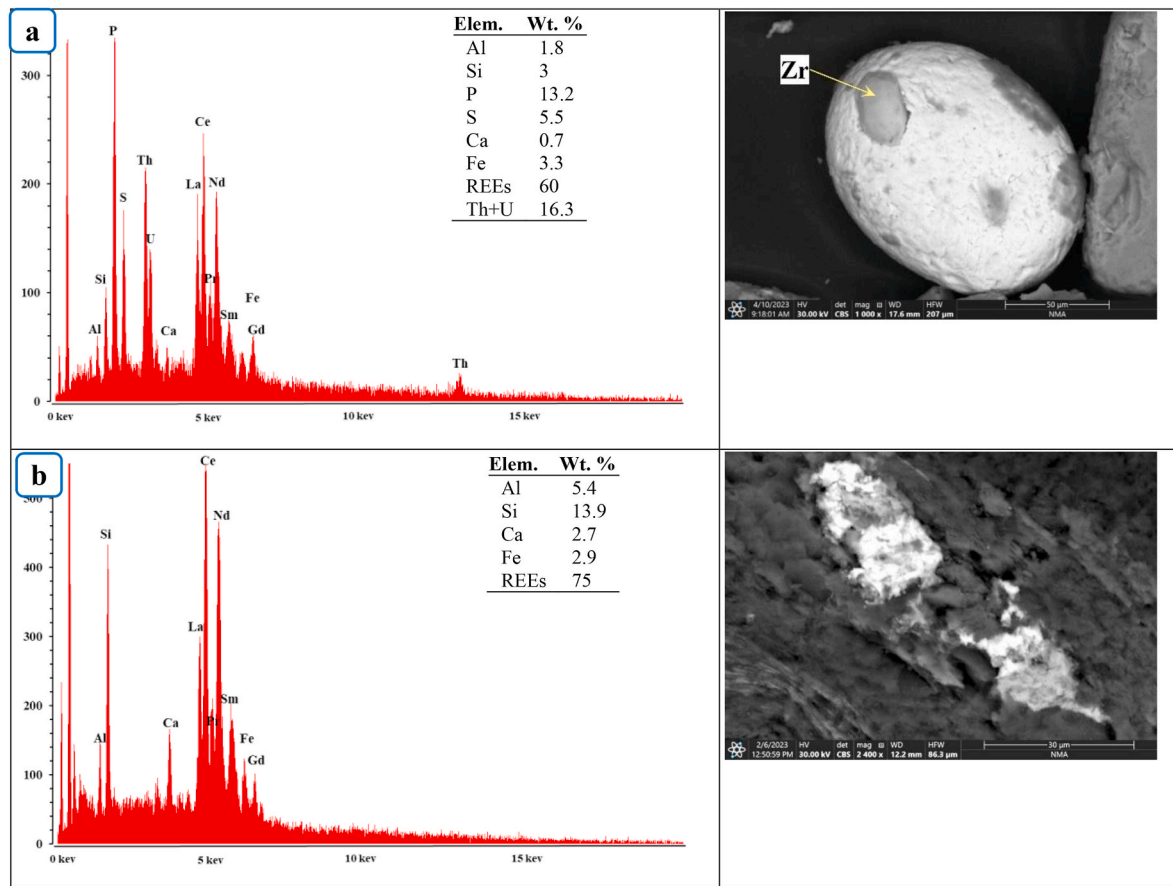 a
P
Elem. Wt. %
Al 1.8
Si 3
P 13.2
S 5.5
Ca 0.7
Fe 3.3
REEs 60
Th+U 16.3
300
200
100
0
Ce
Th
La
Nd
S
U
Si
Pr
Al
Ca
Sm
Fe
Gd
Th
0 kev
5 kev
10 kev
15 kev
Zr
4/10/2023 HV det mag WD HFW 50 µm
9:18:01 AM 30.00 kV CBS 1 000 x 17.6 mm 207 µm NMA
b
Ce
Elem. Wt. %
Al 5.4
Si 13.9
Ca 2.7
Fe 2.9
REEs 75
500
400
300
200
100
0
Nd
Si
La
Sm
Pr
Ca
Al
Fe
Gd
0 kev
5 kev
10 kev
15 kev
2/6/2023 HV det mag WD HFW 30 µm
12:50:59 PM 30.00 kV CBS 2 400 x 12.2 mm 86.3 µm NMA